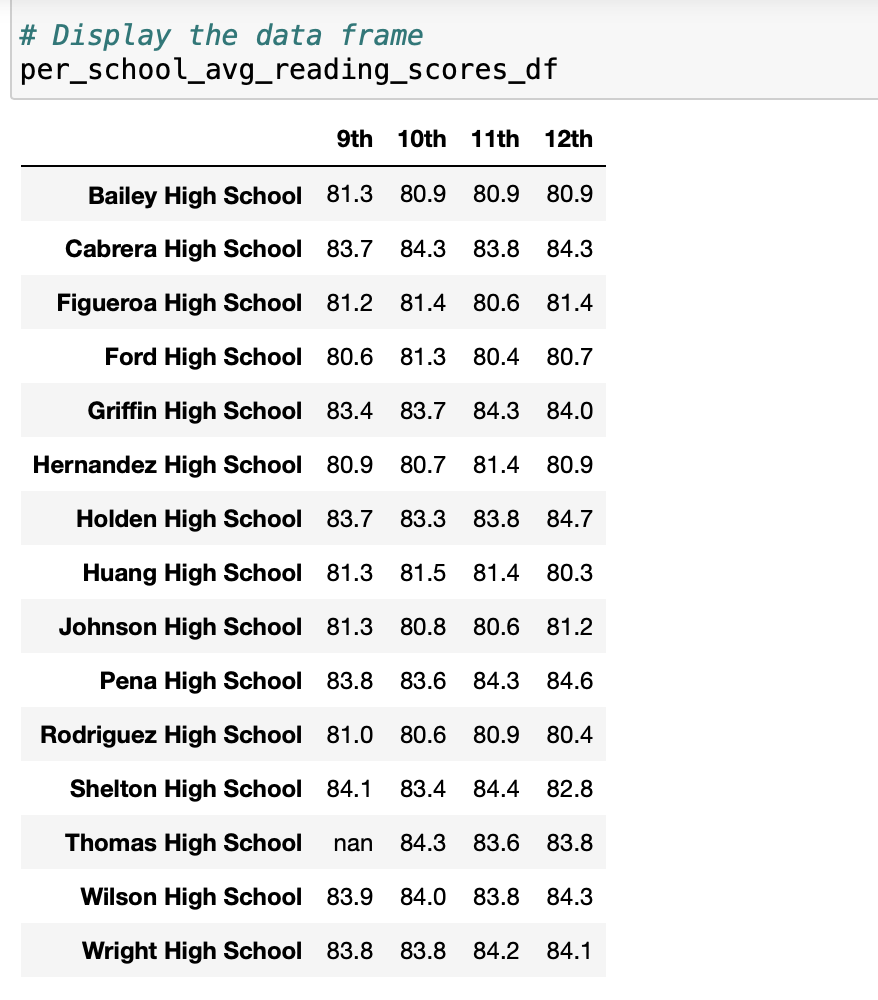 # Display the data frame
per_school_avg_reading_scores_df
9th 10th 11th 12th
Bailey High School 81.3 80.9 80.9 80.9
Cabrera High School 83.7 84.3 83.8 84.3
Figueroa High School 81.2 81.4 80.6 81.4
Ford High School 80.6 81.3 80.4 80.7
Griffin High School 83.4 83.7 84.3 84.0
Hernandez High School 80.9 80.7 81.4 80.9
Holden High School 83.7 83.3 83.8 84.7
Huang High School 81.3 81.5 81.4 80.3
Johnson High School 81.3 80.8 80.6 81.2
Pena High School 83.8 83.6 84.3 84.6
Rodriguez High School 81.0 80.6 80.9 80.4
Shelton High School 84.1 83.4 84.4 82.8
Thomas High School nan 84.3 83.6 83.8
Wilson High School 83.9 84.0 83.8 84.3
Wright High School 83.8 83.8 84.2 84.1